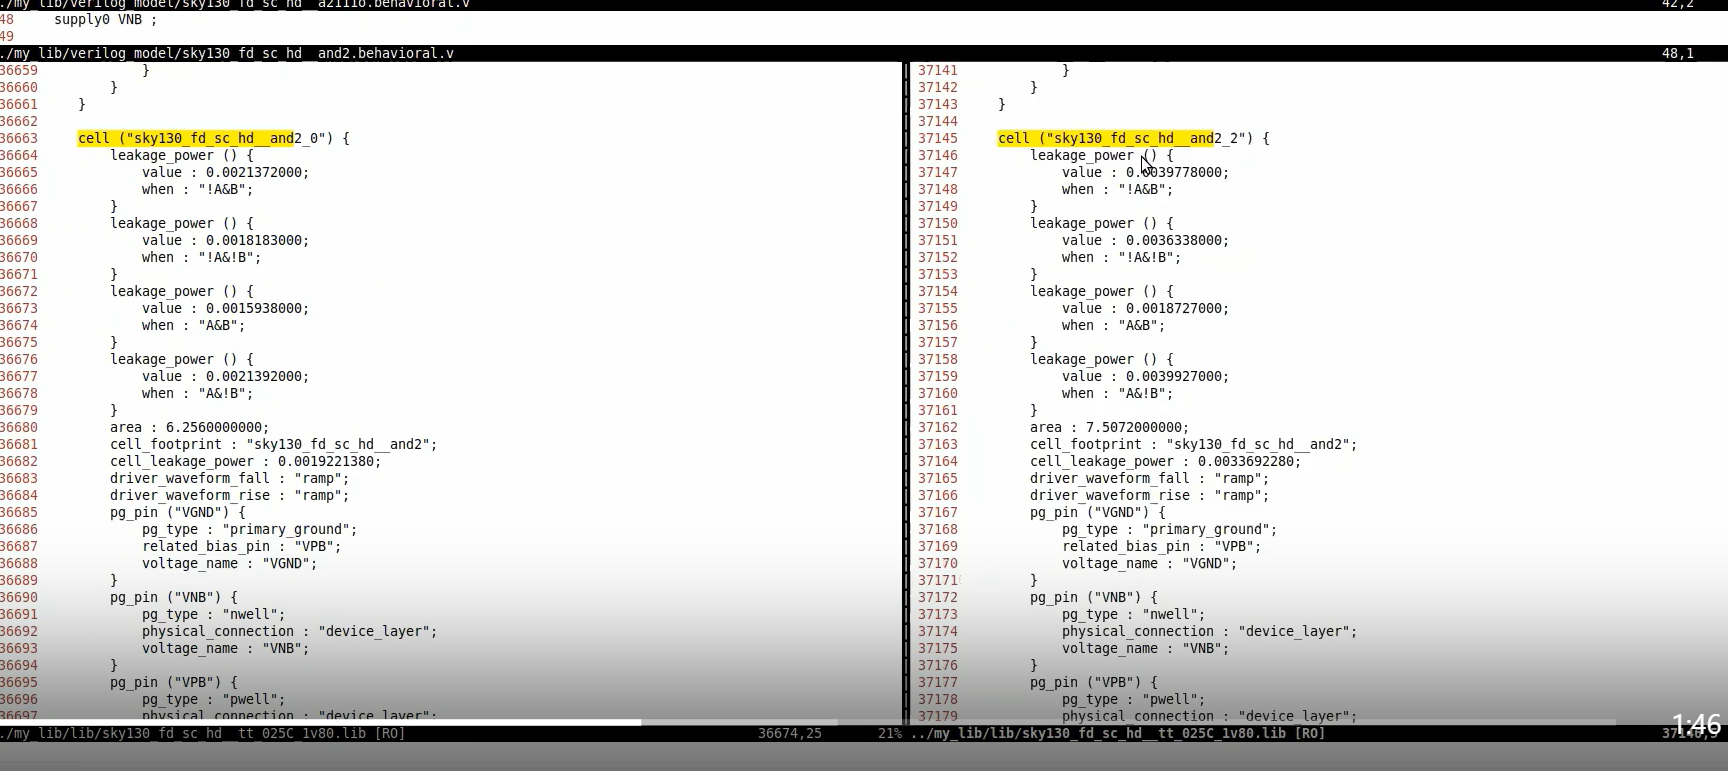 ./my_lib/verilog_model/sky130_fd_sc_hd__a2111o.behavioral.v 42,2
48 supply0 VNB ;
49
./my_lib/verilog_model/sky130_fd_sc_hd__and2.behavioral.v 48,1
36659 }
36660 }
36661 }
36662
36663 cell ("sky130_fd_sc_hd__and2_0") {
36664 leakage_power () {
36665 value : 0.0021372000;
36666 when : "!A&B";
36667 }
36668 leakage_power () {
36669 value : 0.0018183000;
36670 when : "!A&!B";
36671 }
36672 leakage_power () {
36673 value : 0.0015938000;
36674 when : "A&B";
36675 }
36676 leakage_power () {
36677 value : 0.0021392000;
36678 when : "A&!B";
36679 }
36680 area : 6.2560000000;
36681 cell_footprint : "sky130_fd_sc_hd__and2";
36682 cell_leakage_power : 0.0019221380;
36683 driver_waveform_fall : "ramp";
36684 driver_waveform_rise : "ramp";
36685 pg_pin ("VGND") {
36686 pg_type : "primary_ground";
36687 related_bias_pin : "VPB";
36688 voltage_name : "VGND";
36689 }
36690 pg_pin ("VNB") {
36691 pg_type : "nwell";
36692 physical_connection : "device_layer";
36693 voltage_name : "VNB";
36694 }
36695 pg_pin ("VPB") {
36696 pg_type : "pwell";
36697 physical_connection : "device_layer";
./my_lib/lib/sky130_fd_sc_hd__tt_025C_1v80.lib [RO] 36674,25 21%
37141 }
37142 }
37143 }
37144
37145 cell ("sky130_fd_sc_hd__and2_2") {
37146 leakage_power () {
37147 value : 0.0039778000;
37148 when : "!A&B";
37149 }
37150 leakage_power () {
37151 value : 0.0036338000;
37152 when : "!A&!B";
37153 }
37154 leakage_power () {
37155 value : 0.0018727000;
37156 when : "A&B";
37157 }
37158 leakage_power () {
37159 value : 0.0039927000;
37160 when : "A&!B";
37161 }
37162 area : 7.5072000000;
37163 cell_footprint : "sky130_fd_sc_hd__and2";
37164 cell_leakage_power : 0.0033692280;
37165 driver_waveform_fall : "ramp";
37166 driver_waveform_rise : "ramp";
37167 pg_pin ("VGND") {
37168 pg_type : "primary_ground";
37169 related_bias_pin : "VPB";
37170 voltage_name : "VGND";
37171 }
37172 pg_pin ("VNB") {
37173 pg_type : "nwell";
37174 physical_connection : "device_layer";
37175 voltage_name : "VNB";
37176 }
37177 pg_pin ("VPB") {
37178 pg_type : "pwell";
37179 physical_connection : "device_layer";
../my_lib/lib/sky130_fd_sc_hd__tt_025C_1v80.lib [RO]
1:46